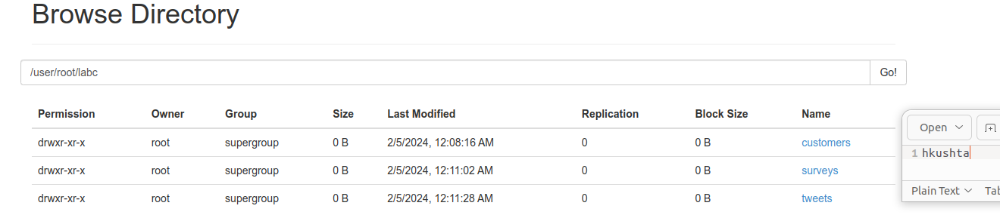 Browse Directory
/user/root/labc Go!
Permission Owner Group Size Last Modified Replication Block Size Name
drwxr-xr-x root supergroup 0 B 2/5/2024, 12:08:16 AM 0 0 B customers
drwxr-xr-x root supergroup 0 B 2/5/2024, 12:11:02 AM 0 0 B surveys
drwxr-xr-x root supergroup 0 B 2/5/2024, 12:11:28 AM 0 0 B tweets
Open
1 hkushta
Plain Text